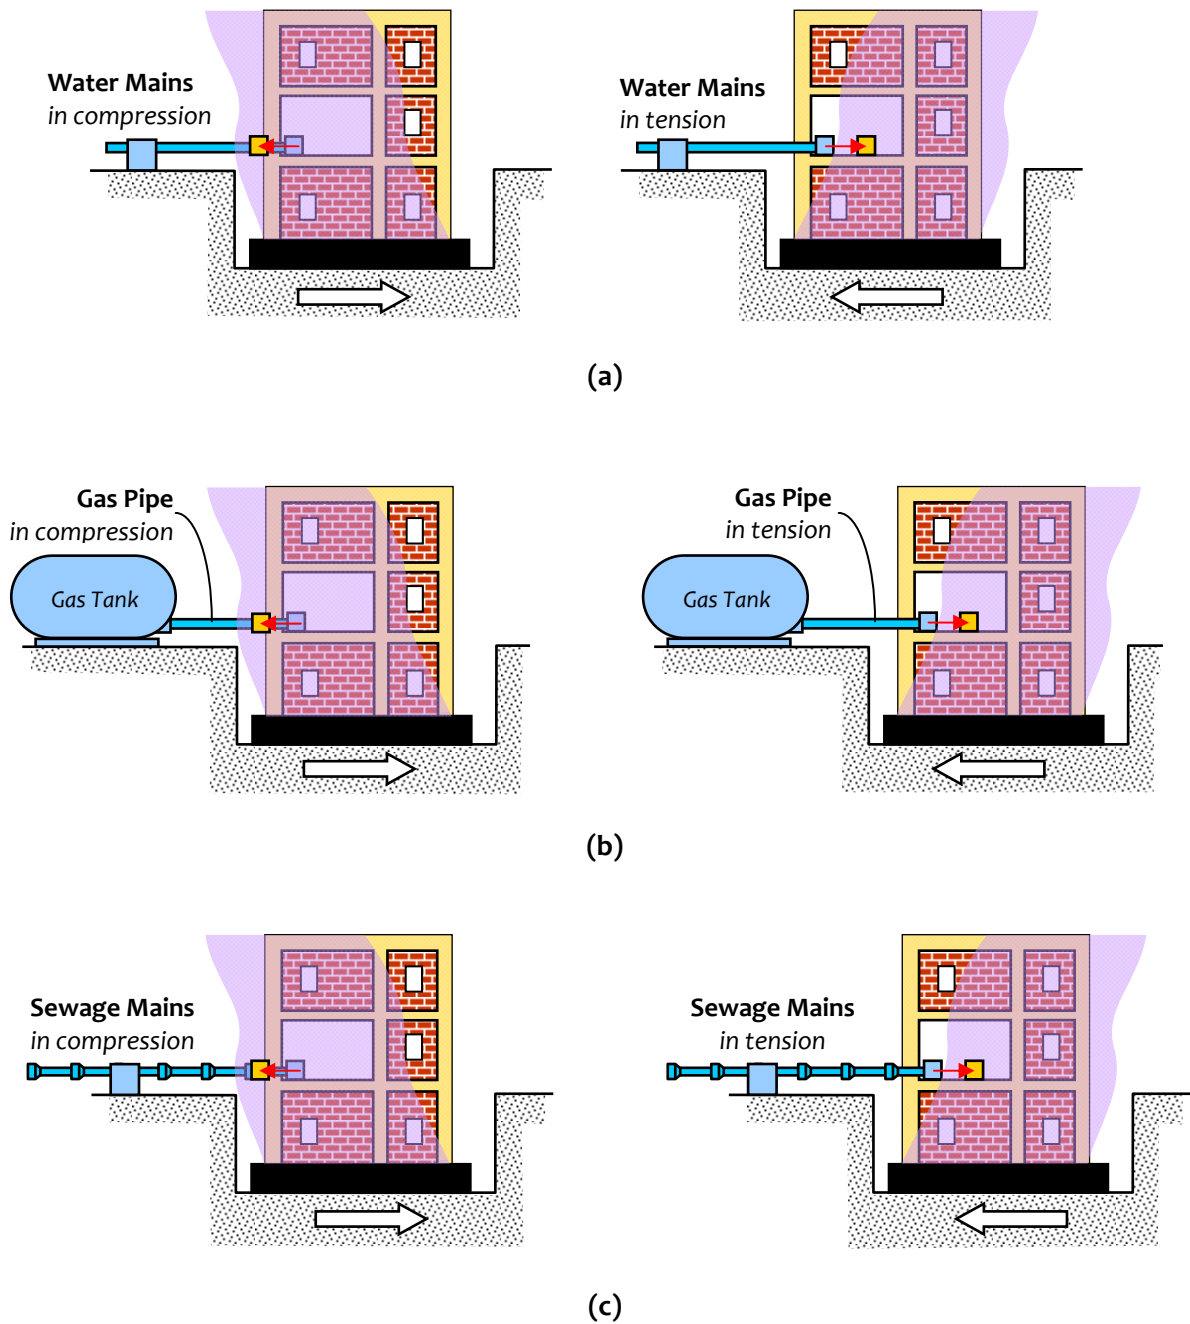 Water Mains
in compression
Water Mains
in tension
(a)
Gas Pipe
in compression
Gas Tank
Gas Pipe
in tension
Gas Tank
(b)
Sewage Mains
in compression
Sewage Mains
in tension
(c)